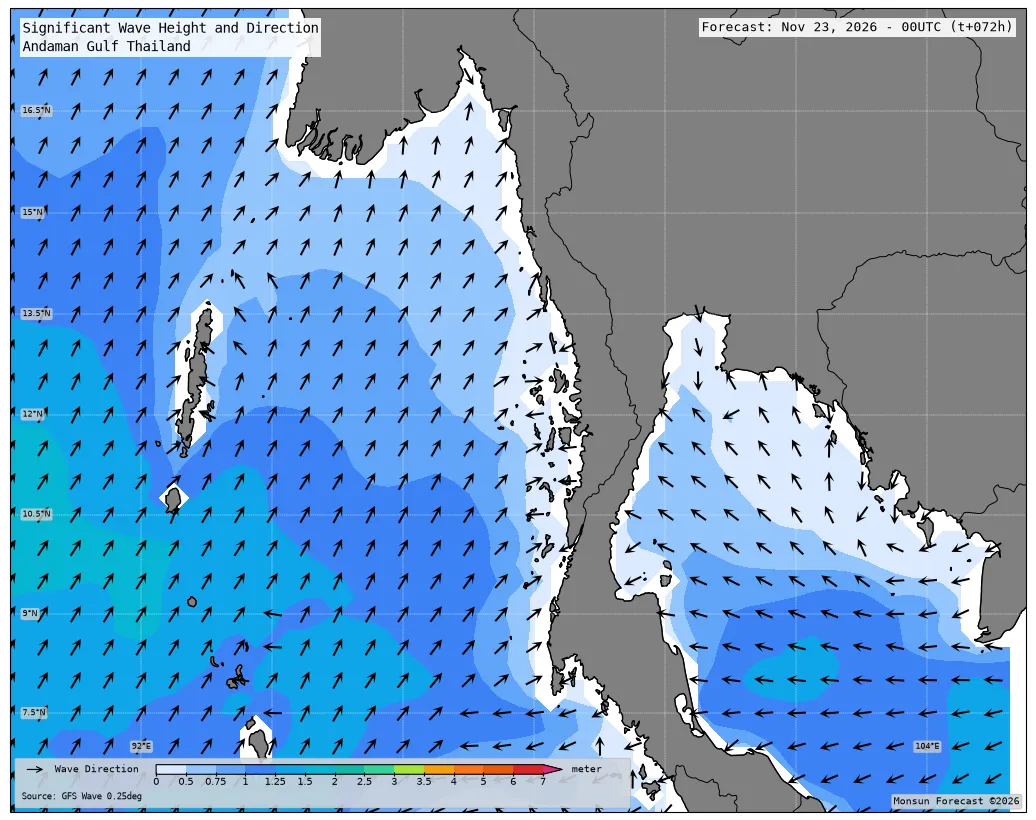 Significant Wave Height and Direction
Andaman Gulf Thailand
Forecast: Nov 23, 2026 - 00UTC (t+072h)
16.5°N
15°N
13.5°N
12°N
10.5°N
9°N
7.5°N
92°E
104°E
Wave Direction
meter
0 0.5 0.75 1 1.25 1.5 2 2.5 3 3.5 4 5 6 7
Source: GFS Wave 0.25deg
Monsun Forecast ©2026